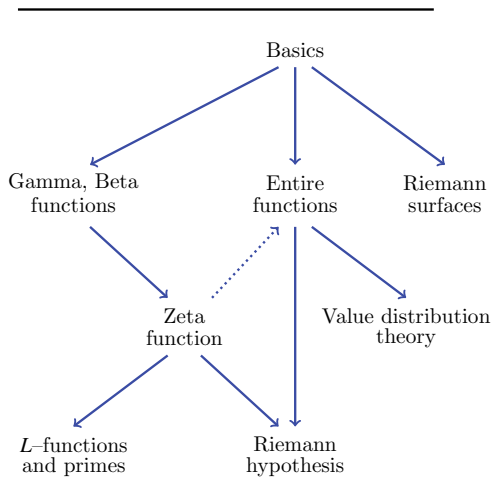 Basics
Gamma, Beta
functions
Entire
functions
Riemann
surfaces
Zeta
function
Value distribution
theory
L–functions
and primes
Riemann
hypothesis